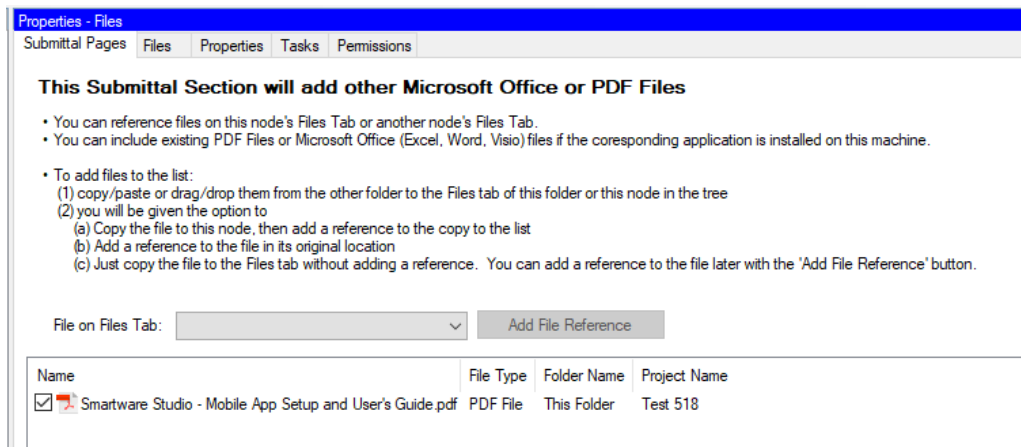 Properties - Files
Submittal Pages Files Properties Tasks Permissions
This Submittal Section will add other Microsoft Office or PDF Files
• You can reference files on this node's Files Tab or another node's Files Tab.
• You can include existing PDF Files or Microsoft Office (Excel, Word, Visio) files if the coresponding application is installed on this machine.
• To add files to the list:
(1) copy/paste or drag/drop them from the other folder to the Files tab of this folder or this node in the tree
(2) you will be given the option to
(a) Copy the file to this node, then add a reference to the copy to the list
(b) Add a reference to the file in its original location
(c) Just copy the file to the Files tab without adding a reference. You can add a reference to the file later with the 'Add File Reference' button.
File on Files Tab: Add File Reference
Name File Type Folder Name Project Name
Smartware Studio - Mobile App Setup and User's Guide.pdf PDF File This Folder Test 518